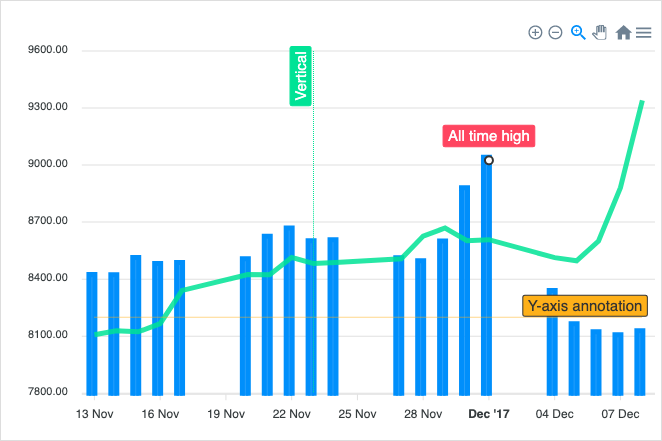 9600.00
9300.00
9000.00
8700.00
8400.00
8100.00
7800.00
Vertical
All time high
Y-axis annotation
13 Nov 16 Nov 19 Nov 22 Nov 25 Nov 28 Nov Dec '17 04 Dec 07 Dec